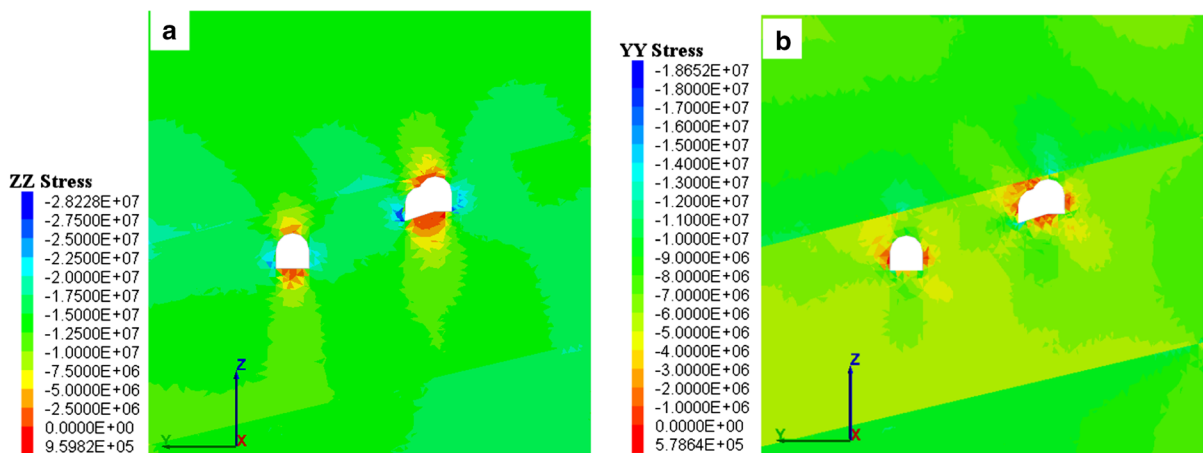 a
ZZ Stress
-2.8228E+07
-2.7500E+07
-2.5000E+07
-2.2500E+07
-2.0000E+07
-1.7500E+07
-1.5000E+07
-1.2500E+07
-1.0000E+07
-7.5000E+06
-5.0000E+06
-2.5000E+06
0.0000E+00
9.5982E+05
Z
Y
X
b
YY Stress
-1.8652E+07
-1.8000E+07
-1.7000E+07
-1.6000E+07
-1.5000E+07
-1.4000E+07
-1.3000E+07
-1.2000E+07
-1.1000E+07
-1.0000E+07
-9.0000E+06
-8.0000E+06
-7.0000E+06
-6.0000E+06
-5.0000E+06
-4.0000E+06
-3.0000E+06
-2.0000E+06
-1.0000E+06
0.0000E+00
5.7864E+05
Z
Y
X